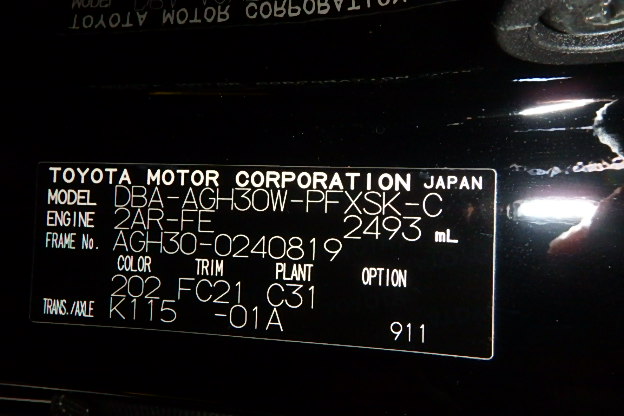 TOYOTA MOTOR CORPORATION JAPAN
MODEL DBA-AGH30W-PFXSK-C
ENGINE 2AR-FE 2493 mL
FRAME No. AGH30-0240819
COLOR TRIM PLANT OPTION
202 FC21 C31
TRANS./AXLE K115 -01A
911